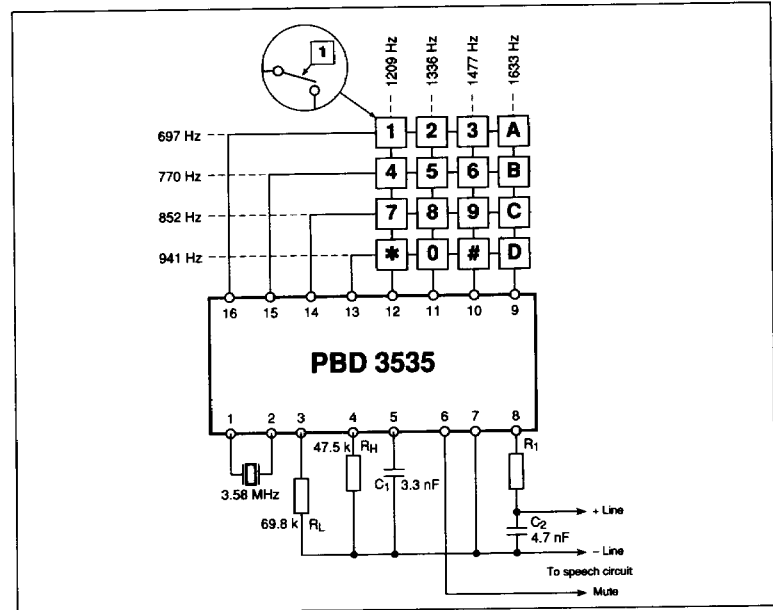 1
1209 Hz
1336 Hz
1477 Hz
1633 Hz
697 Hz
1 2 3 A
770 Hz
4 5 6 B
852 Hz
7 8 9 C
941 Hz
* 0 # D
16 15 14 13 12 11 10 9
PBD 3535
1 2 3 4 5 6 7 8
47.5 k RH
R1
3.58 MHz
C1 3.3 nF
69.8 k RL
+ Line
C2
4.7 nF
– Line
To speech circuit
Mute